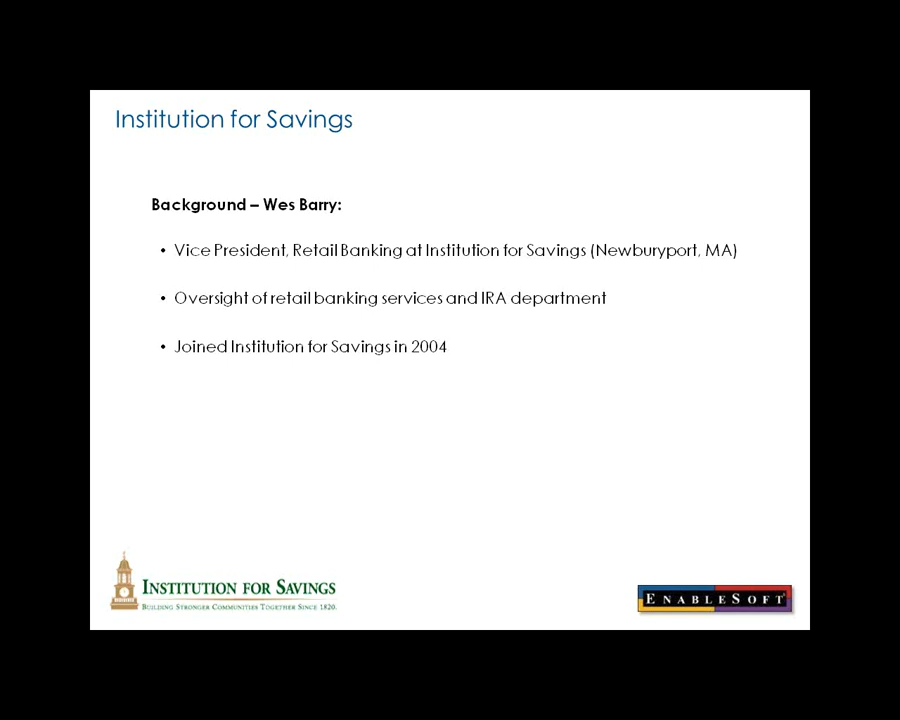 Institution for Savings
Background – Wes Barry:
• Vice President, Retail Banking at Institution for Savings (Newburyport, MA)
• Oversight of retail banking services and IRA department
• Joined Institution for Savings in 2004
INSTITUTION FOR SAVINGS
BUILDING STRONGER COMMUNITIES TOGETHER SINCE 1820.
ENABLESOFT